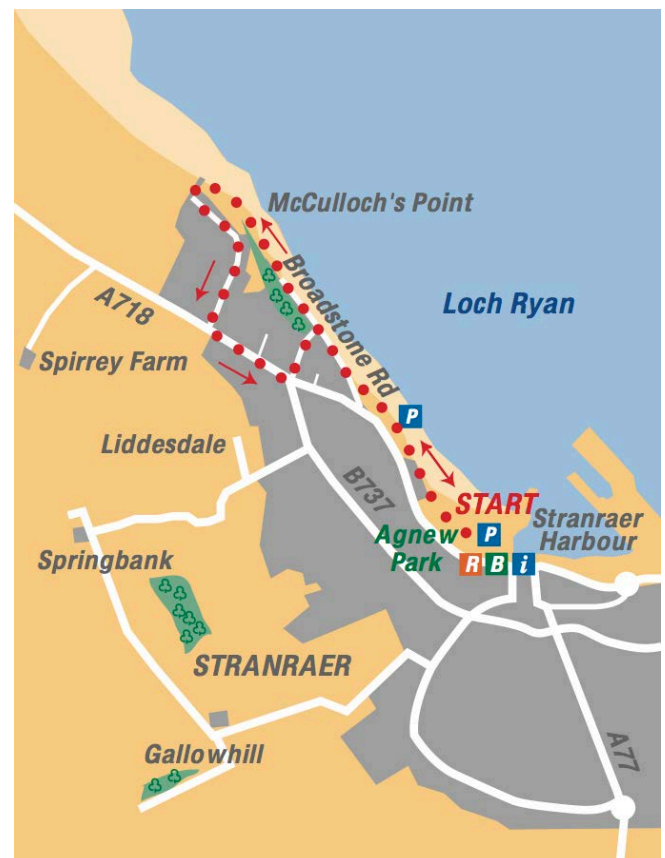 McCulloch's Point
Broadstone Rd
Loch Ryan
A718
Spirrey Farm
P
Liddesdale
B737
START
Stranraer
Harbour
P
Agnew
Park
R B i
Springbank
STRANRAER
Gallowhill
A77